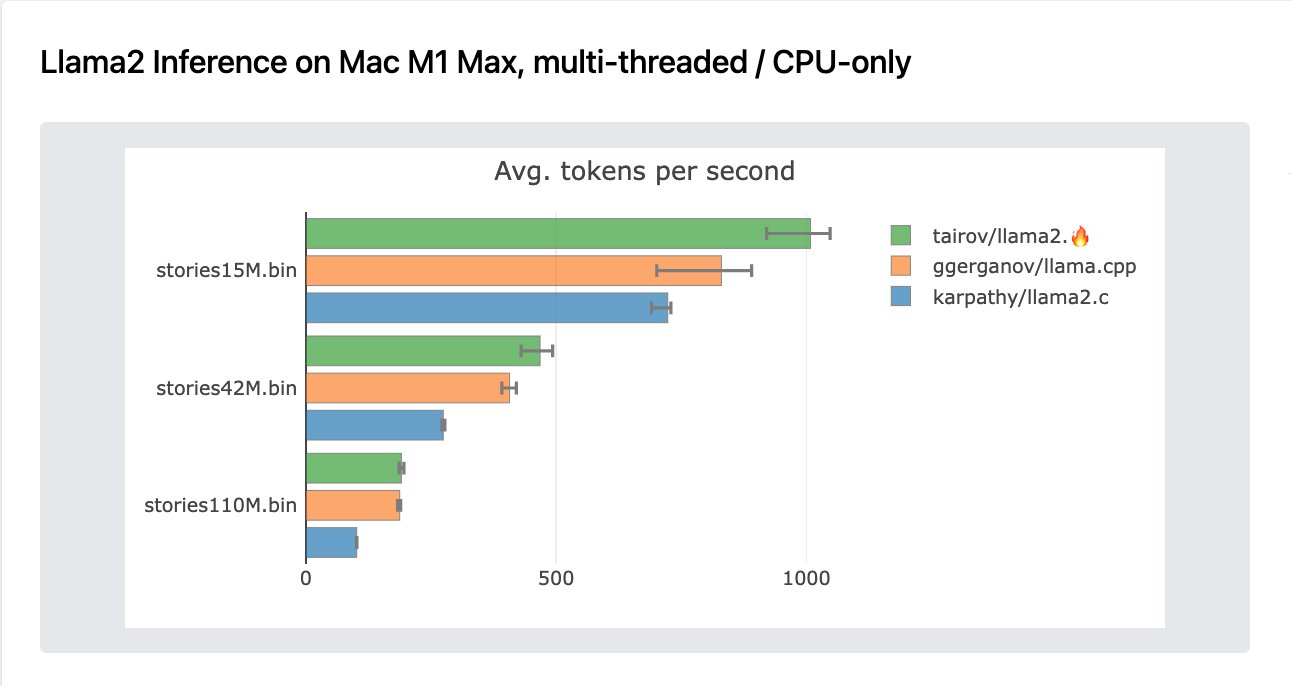 Llama2 Inference on Mac M1 Max, multi-threaded / CPU-only
Avg. tokens per second
tairov/llama2.🔥
ggerganov/llama.cpp
karpathy/llama2.c
stories15M.bin
stories42M.bin
stories110M.bin
0 500 1000